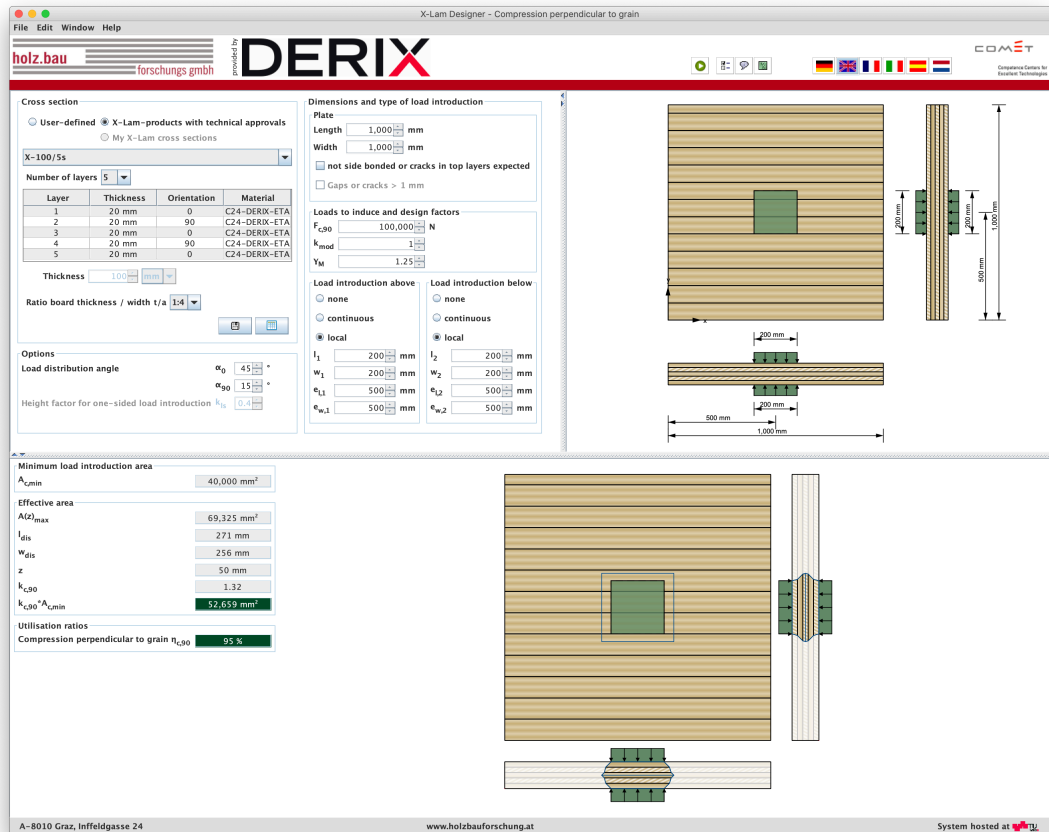 X-Lam Designer - Compression perpendicular to grain
File Edit Window Help
holz.bau
forschungs gmbh
provided by
DERIX
COMET
Competence Centers for
Excellent Technologies
Cross section
User-defined X-Lam-products with technical approvals
My X-Lam cross sections
X-100/5s
Number of layers 5
Layer Thickness Orientation Material
1 20 mm 0 C24-DERIX-ETA
2 20 mm 90 C24-DERIX-ETA
3 20 mm 0 C24-DERIX-ETA
4 20 mm 90 C24-DERIX-ETA
5 20 mm 0 C24-DERIX-ETA
Thickness 100 mm
Ratio board thickness / width t/a 1:4
Options
Load distribution angle α0 45 °
α90 15 °
Height factor for one-sided load introduction kls 0.4
Dimensions and type of load introduction
Plate
Length 1,000 mm
Width 1,000 mm
not side bonded or cracks in top layers expected
Gaps or cracks > 1 mm
Loads to induce and design factors
Fc,90 100,000 N
kmod 1
γM 1.25
Load introduction above
none
continuous
local
l1 200 mm
w1 200 mm
el,1 500 mm
ew,1 500 mm
Load introduction below
none
continuous
local
l2 200 mm
w2 200 mm
el,2 500 mm
ew,2 500 mm
Y
x
200 mm
200 mm
500 mm
1,000 mm
200 mm
200 mm
500 mm
1,000 mm
Minimum load introduction area
Ac,min 40,000 mm²
Effective area
A(z)max 69,325 mm²
ldis 271 mm
wdis 256 mm
z 50 mm
kc,90 1.32
kc,90*Ac,min 52,659 mm²
Utilisation ratios
Compression perpendicular to grain ηc,90 95 %
A-8010 Graz, Inffeldgasse 24
www.holzbauforschung.at
System hosted at TU